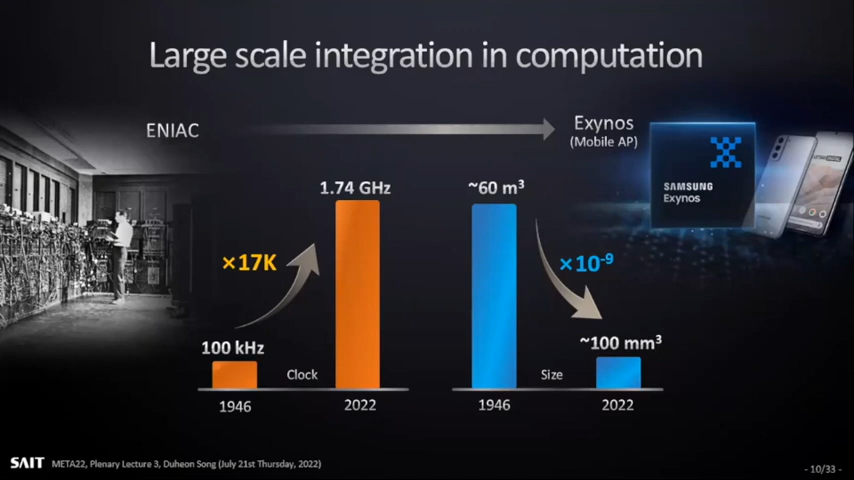 Large scale integration in computation
ENIAC
Exynos
(Mobile AP)
SAMSUNG
Exynos
1.74 GHz
~60 m³
×17K
×10⁻⁹
100 kHz
~100 mm³
Clock
Size
1946
2022
1946
2022
SAIT META22, Plenary Lecture 3, Duheon Song (July 21st Thursday, 2022)
- 10/33 -